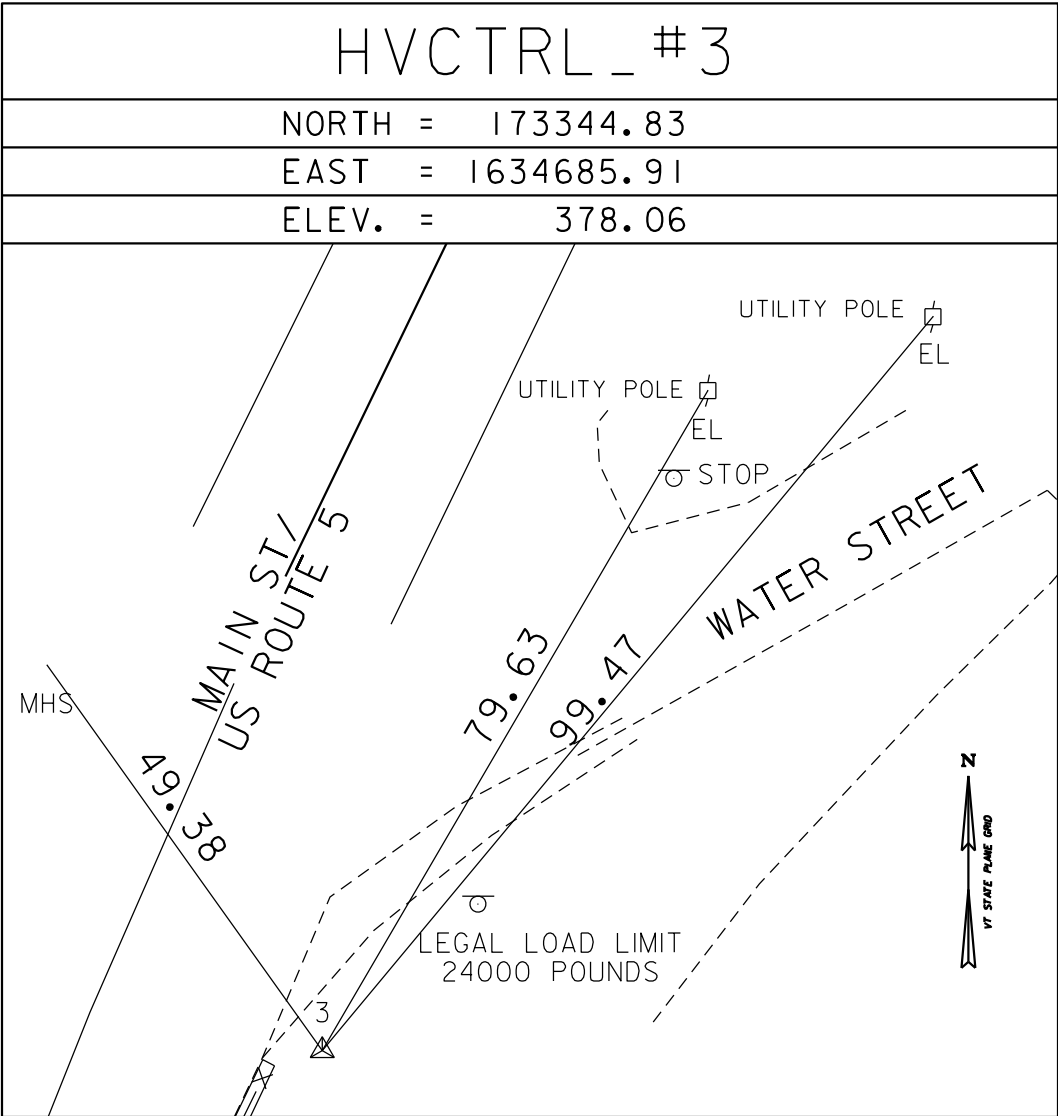 HVCTRL_#3
NORTH = 173344.83
EAST = 1634685.91
ELEV. = 378.06
UTILITY POLE
EL
UTILITY POLE
EL
STOP
MAIN ST/
US ROUTE 5
WATER STREET
79.63
99.47
MHS
49.38
N
VT STATE PLANE GRID
LEGAL LOAD LIMIT
24000 POUNDS
3